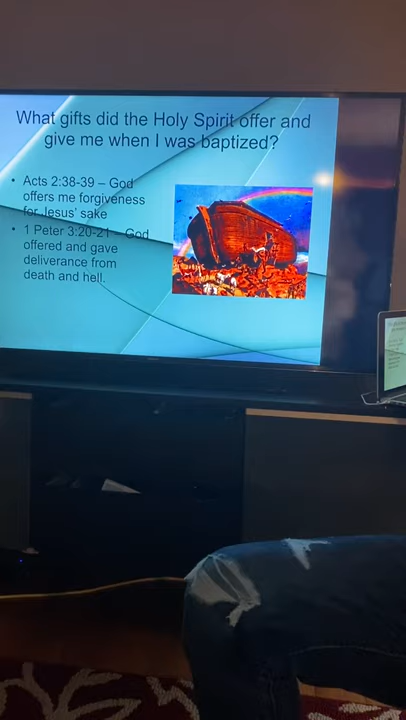 What gifts did the Holy Spirit offer and
give me when I was baptized?
• Acts 2:38-39 – God
offers me forgiveness
for Jesus' sake
• 1 Peter 3:20-21 – God
offered and gave
deliverance from
death and hell.